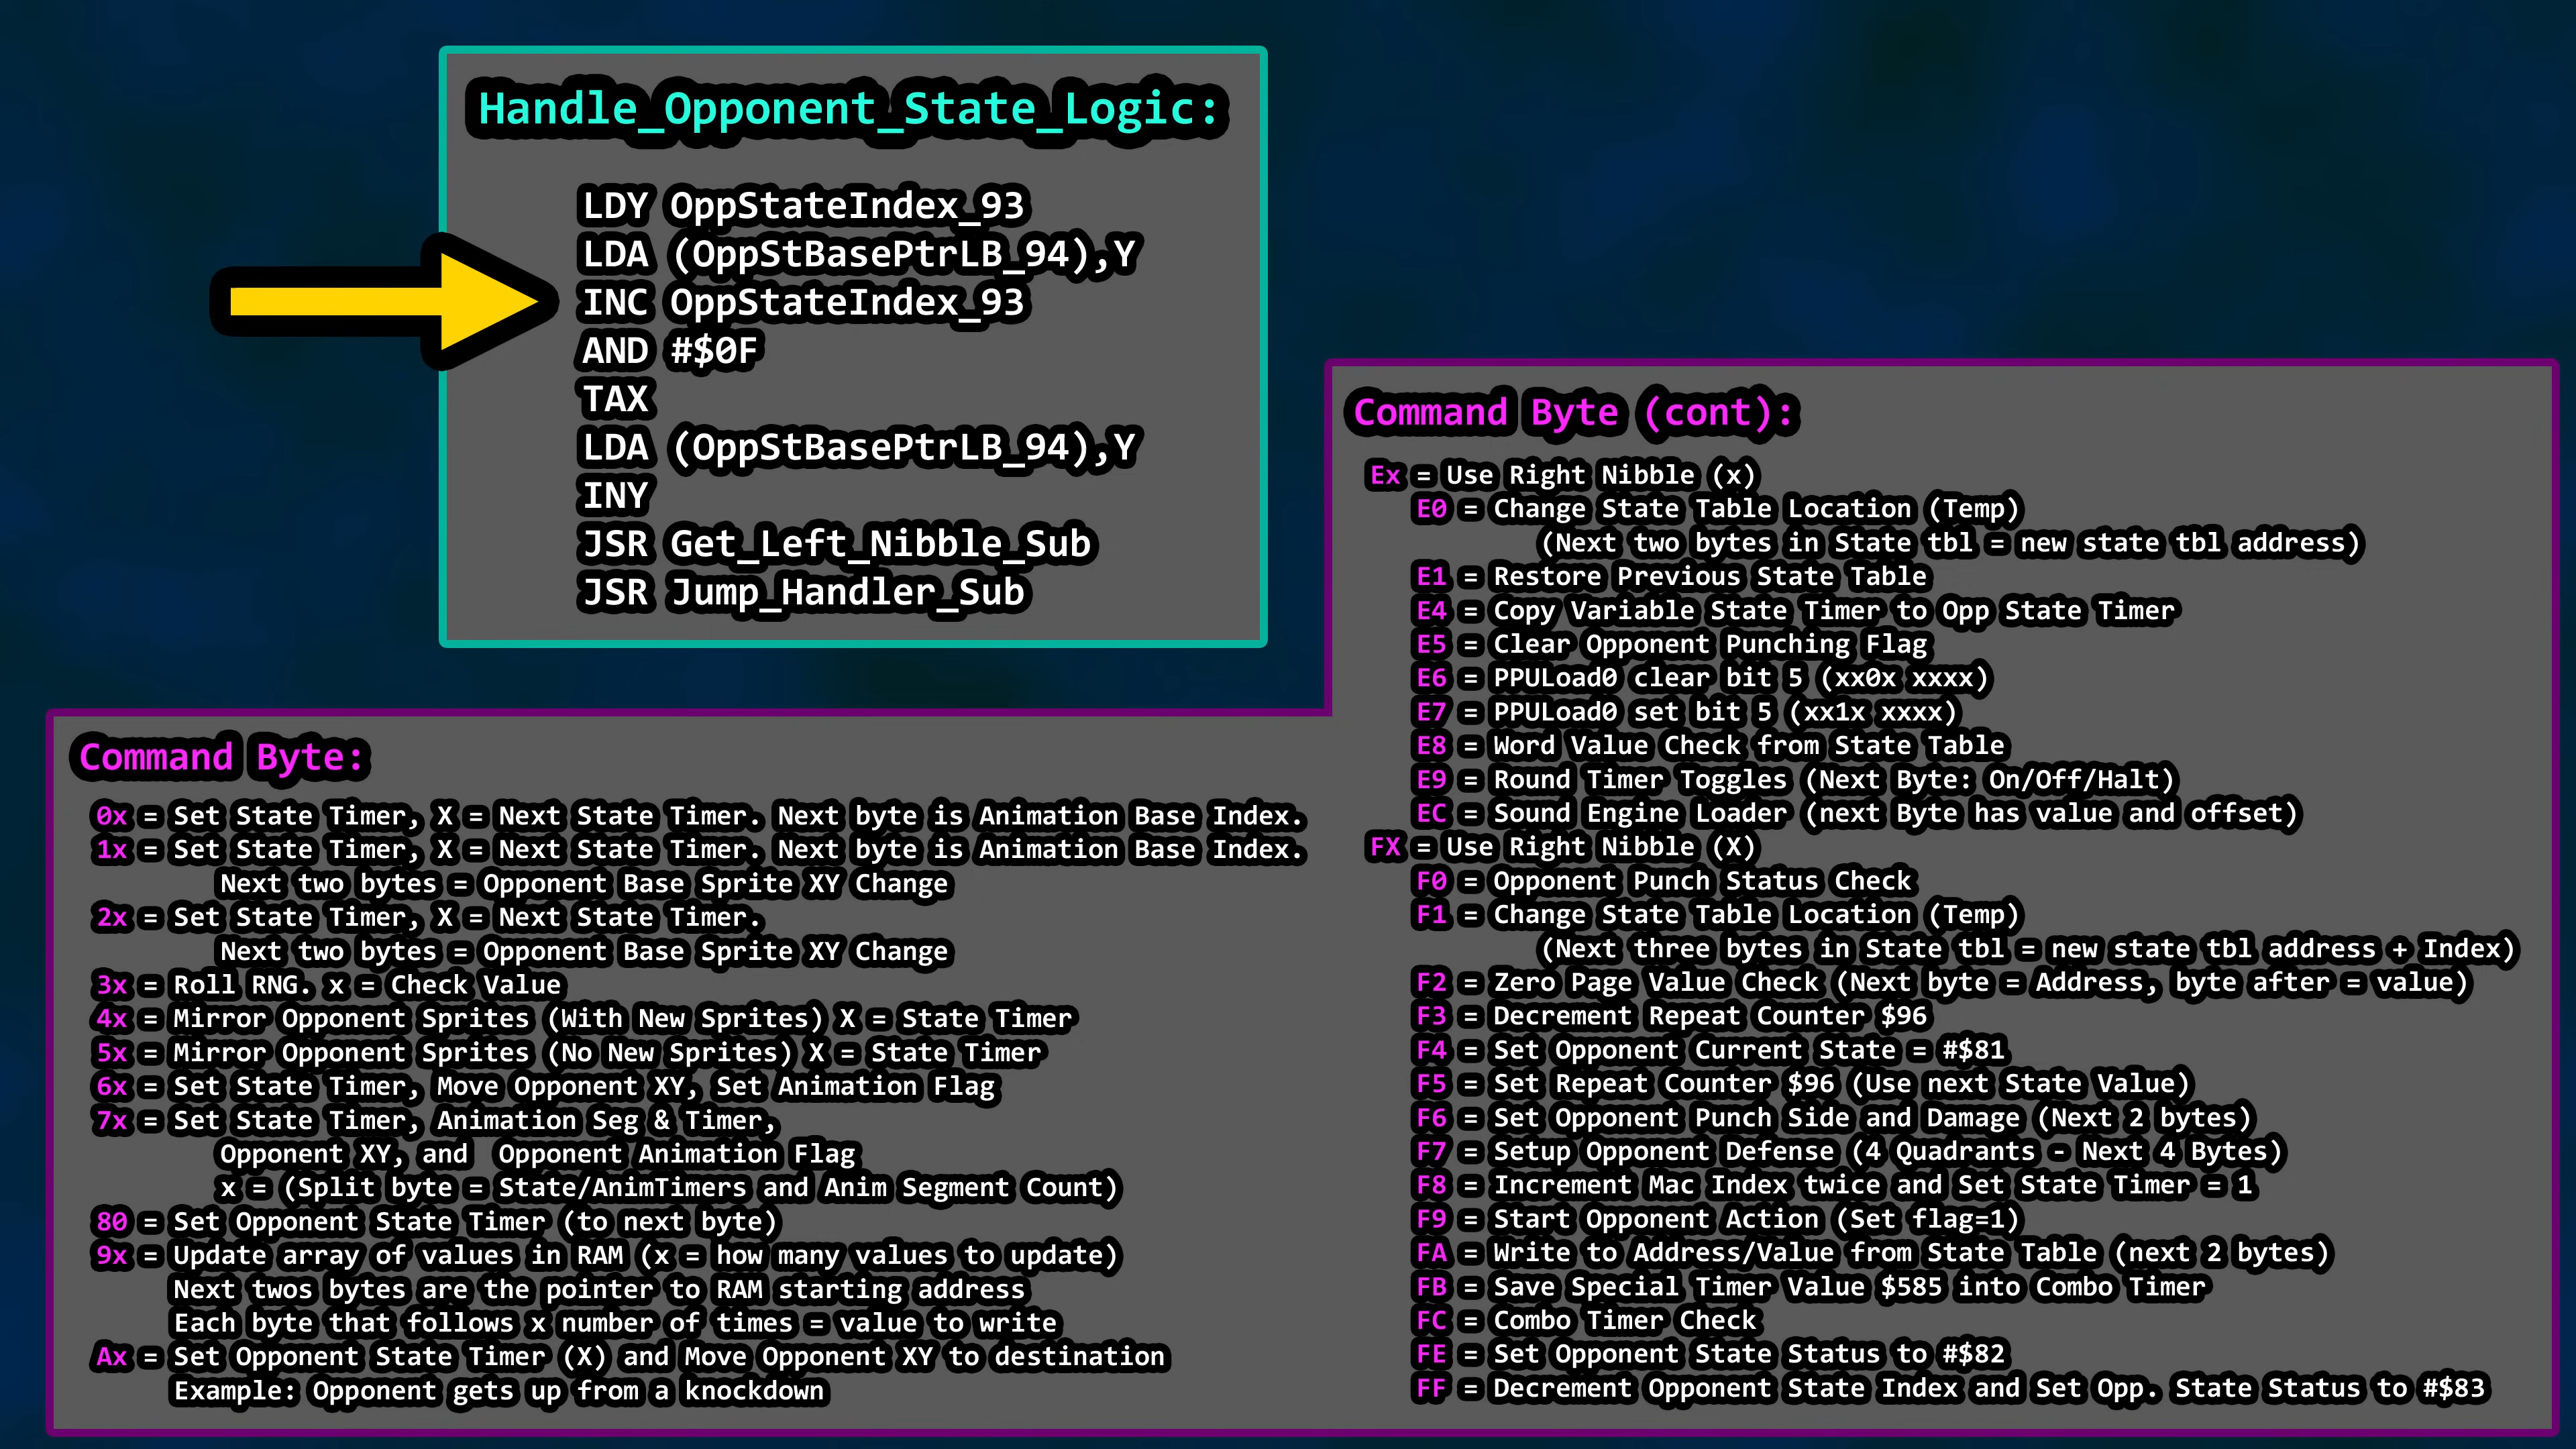 Handle_Opponent_State_Logic:
LDY OppStateIndex_93
LDA (OppStBasePtrLB_94),Y
INC OppStateIndex_93
AND #$0F
TAX
LDA (OppStBasePtrLB_94),Y
INY
JSR Get_Left_Nibble_Sub
JSR Jump_Handler_Sub
Command Byte:
0x = Set State Timer, X = Next State Timer. Next byte is Animation Base Index.
1x = Set State Timer, X = Next State Timer. Next byte is Animation Base Index.
Next two bytes = Opponent Base Sprite XY Change
2x = Set State Timer, X = Next State Timer.
Next two bytes = Opponent Base Sprite XY Change
3x = Roll RNG. x = Check Value
4x = Mirror Opponent Sprites (With New Sprites) X = State Timer
5x = Mirror Opponent Sprites (No New Sprites) X = State Timer
6x = Set State Timer, Move Opponent XY, Set Animation Flag
7x = Set State Timer, Animation Seg & Timer,
Opponent XY, and  Opponent Animation Flag
x = (Split byte = State/AnimTimers and Anim Segment Count)
80 = Set Opponent State Timer (to next byte)
9x = Update array of values in RAM (x = how many values to update)
Next twos bytes are the pointer to RAM starting address
Each byte that follows x number of times = value to write
Ax = Set Opponent State Timer (X) and Move Opponent XY to destination
Example: Opponent gets up from a knockdown
Command Byte (cont):
Ex = Use Right Nibble (x)
E0 = Change State Table Location (Temp)
(Next two bytes in State tbl = new state tbl address)
E1 = Restore Previous State Table
E4 = Copy Variable State Timer to Opp State Timer
E5 = Clear Opponent Punching Flag
E6 = PPULoad0 clear bit 5 (xx0x xxxx)
E7 = PPULoad0 set bit 5 (xx1x xxxx)
E8 = Word Value Check from State Table
E9 = Round Timer Toggles (Next Byte: On/Off/Halt)
EC = Sound Engine Loader (next Byte has value and offset)
FX = Use Right Nibble (X)
F0 = Opponent Punch Status Check
F1 = Change State Table Location (Temp)
(Next three bytes in State tbl = new state tbl address + Index)
F2 = Zero Page Value Check (Next byte = Address, byte after = value)
F3 = Decrement Repeat Counter $96
F4 = Set Opponent Current State = #$81
F5 = Set Repeat Counter $96 (Use next State Value)
F6 = Set Opponent Punch Side and Damage (Next 2 bytes)
F7 = Setup Opponent Defense (4 Quadrants - Next 4 Bytes)
F8 = Increment Mac Index twice and Set State Timer = 1
F9 = Start Opponent Action (Set flag=1)
FA = Write to Address/Value from State Table (next 2 bytes)
FB = Save Special Timer Value $585 into Combo Timer
FC = Combo Timer Check
FE = Set Opponent State Status to #$82
FF = Decrement Opponent State Index and Set Opp. State Status to #$83